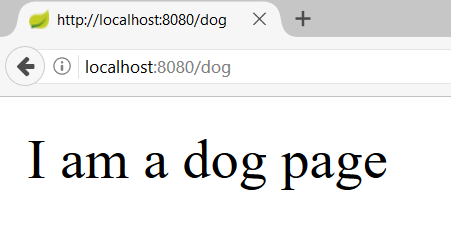 http://localhost:8080/dog
localhost:8080/dog
I am a dog page